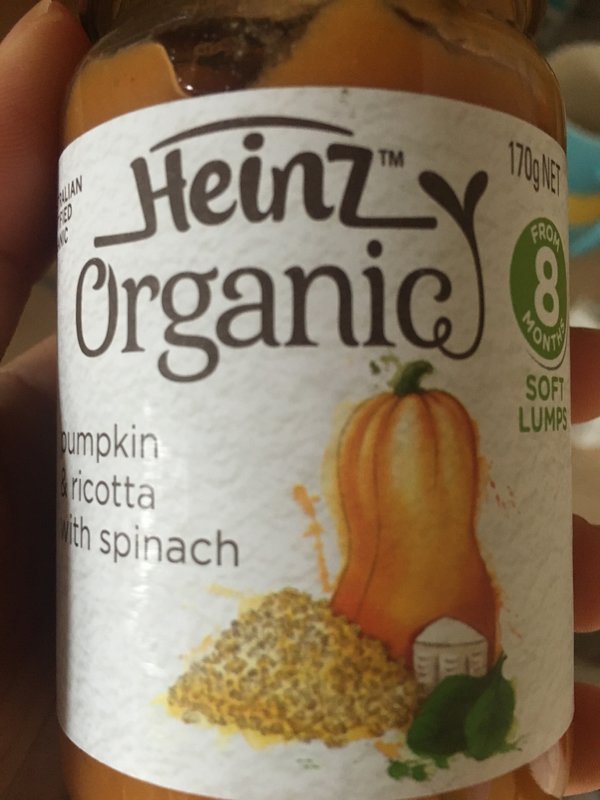 Heinz™
Organic
170g NET
FROM
8
MONTHS
SOFT
LUMPS
pumpkin
& ricotta
with spinach